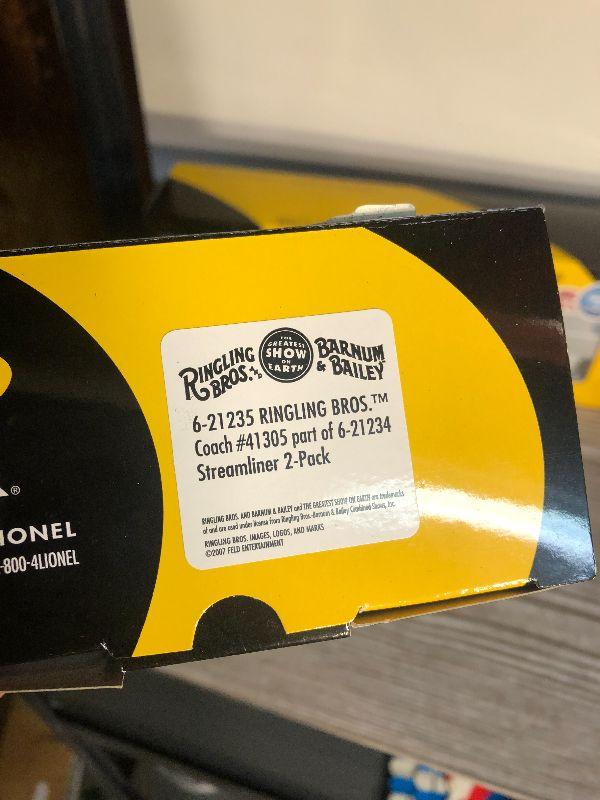 RINGLING BROS. AND
THE GREATEST SHOW ON EARTH
BARNUM & BAILEY
6-21235 RINGLING BROS.™
Coach #41305 part of 6-21234
Streamliner 2-Pack
RINGLING BROS. AND BARNUM & BAILEY and THE GREATEST SHOW ON EARTH are trademarks
of and are used under license from Ringling Bros.-Barnum & Bailey Combined Shows, Inc.
RINGLING BROS. IMAGES, LOGOS, AND MARKS
©2007 FELD ENTERTAINMENT
®
IONEL
-800-4LIONEL